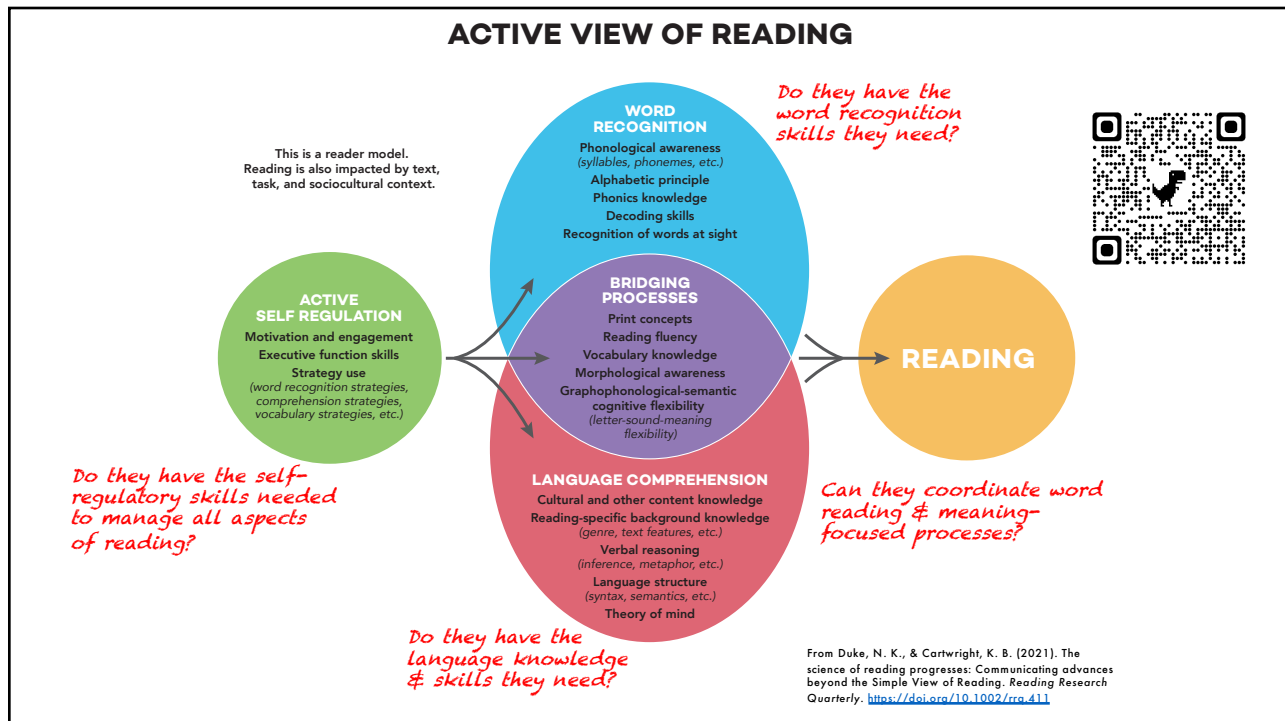 ACTIVE VIEW OF READING
This is a reader model.
Reading is also impacted by text,
task, and sociocultural context.
WORD
RECOGNITION
Phonological awareness
(syllables, phonemes, etc.)
Alphabetic principle
Phonics knowledge
Decoding skills
Recognition of words at sight
Do they have the
word recognition
skills they need?
ACTIVE
SELF REGULATION
Motivation and engagement
Executive function skills
Strategy use
(word recognition strategies,
comprehension strategies,
vocabulary strategies, etc.)
BRIDGING
PROCESSES
Print concepts
Reading fluency
Vocabulary knowledge
Morphological awareness
Graphophonological-semantic
cognitive flexibility
(letter-sound-meaning
flexibility)
READING
Do they have the self-
regulatory skills needed
to manage all aspects
of reading?
LANGUAGE COMPREHENSION
Cultural and other content knowledge
Reading-specific background knowledge
(genre, text features, etc.)
Verbal reasoning
(inference, metaphor, etc.)
Language structure
(syntax, semantics, etc.)
Theory of mind
Can they coordinate word
reading & meaning-
focused processes?
Do they have the
language knowledge
& skills they need?
From Duke, N. K., & Cartwright, K. B. (2021). The
science of reading progresses: Communicating advances
beyond the Simple View of Reading. Reading Research
Quarterly. https://doi.org/10.1002/rrq.411